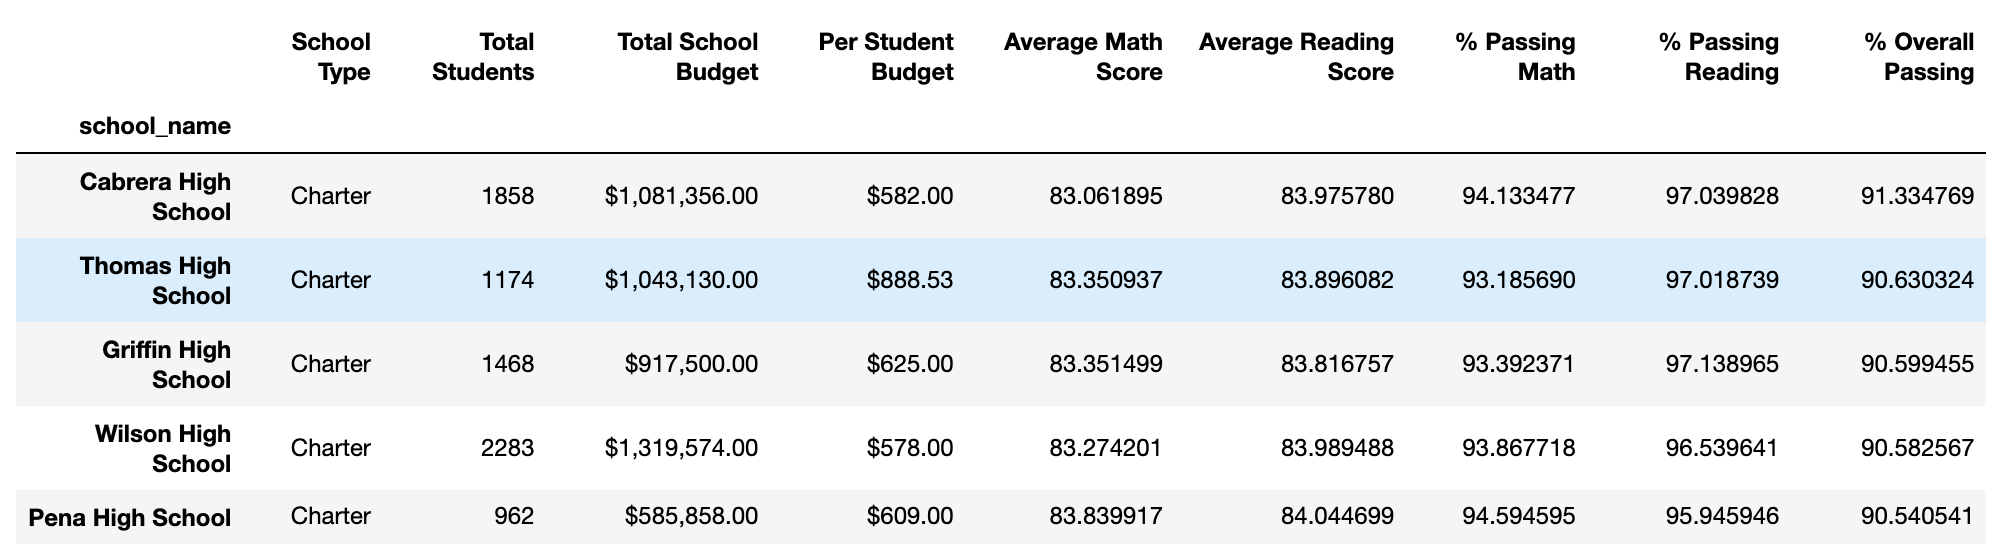 School Type Total Students Total School Budget Per Student Budget Average Math Score Average Reading Score % Passing Math % Passing Reading % Overall Passing
school_name
Cabrera High School Charter 1858 $1,081,356.00 $582.00 83.061895 83.975780 94.133477 97.039828 91.334769
Thomas High School Charter 1174 $1,043,130.00 $888.53 83.350937 83.896082 93.185690 97.018739 90.630324
Griffin High School Charter 1468 $917,500.00 $625.00 83.351499 83.816757 93.392371 97.138965 90.599455
Wilson High School Charter 2283 $1,319,574.00 $578.00 83.274201 83.989488 93.867718 96.539641 90.582567
Pena High School Charter 962 $585,858.00 $609.00 83.839917 84.044699 94.594595 95.945946 90.540541